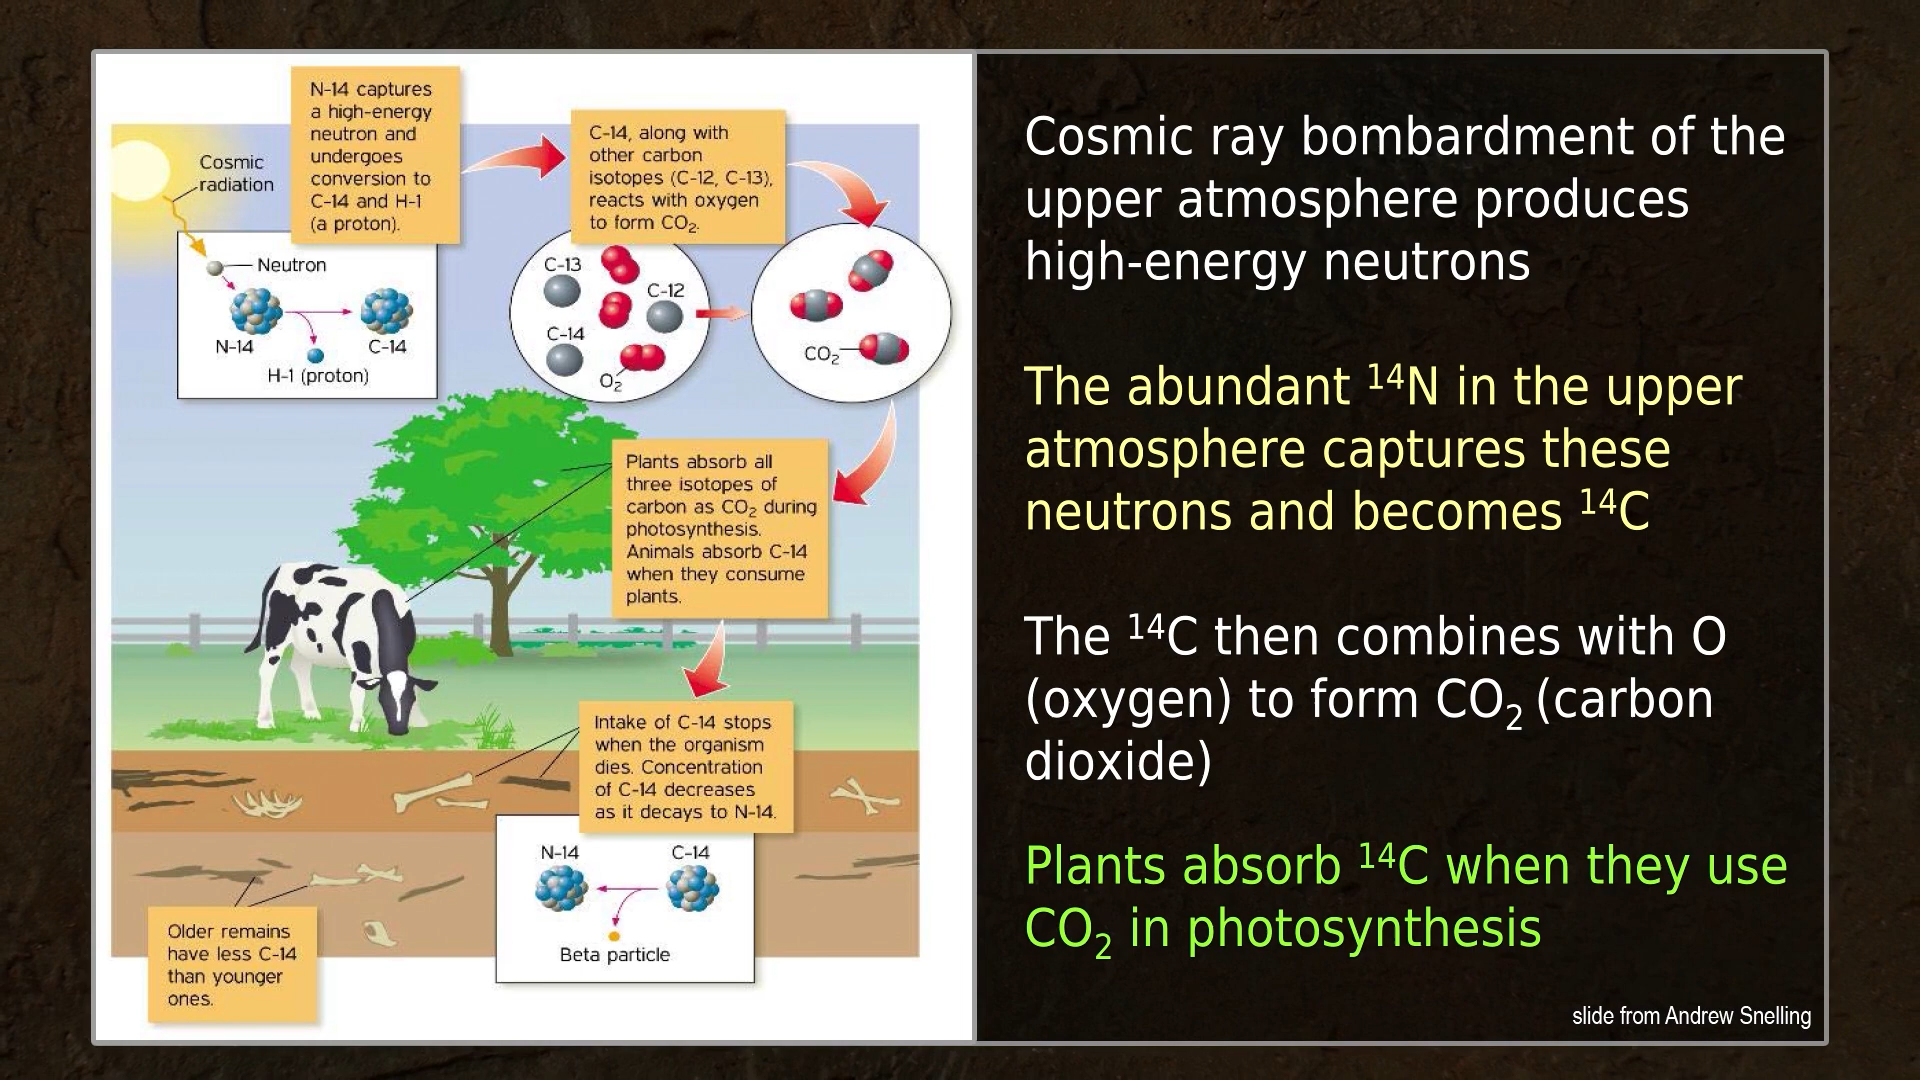 N-14 captures
a high-energy
neutron and
undergoes
conversion to
C-14 and H-1
(a proton).
Cosmic
radiation
Neutron
N-14
C-14
H-1 (proton)
C-14, along with
other carbon
isotopes (C-12, C-13),
reacts with oxygen
to form CO₂.
C-13
C-12
C-14
O₂
CO₂
Plants absorb all
three isotopes of
carbon as CO₂ during
photosynthesis.
Animals absorb C-14
when they consume
plants.
Intake of C-14 stops
when the organism
dies. Concentration
of C-14 decreases
as it decays to N-14.
N-14
C-14
Beta particle
Older remains
have less C-14
than younger
ones.
Cosmic ray bombardment of the
upper atmosphere produces
high-energy neutrons
The abundant ¹⁴N in the upper
atmosphere captures these
neutrons and becomes ¹⁴C
The ¹⁴C then combines with O
(oxygen) to form CO₂ (carbon
dioxide)
Plants absorb ¹⁴C when they use
CO₂ in photosynthesis
slide from Andrew Snelling